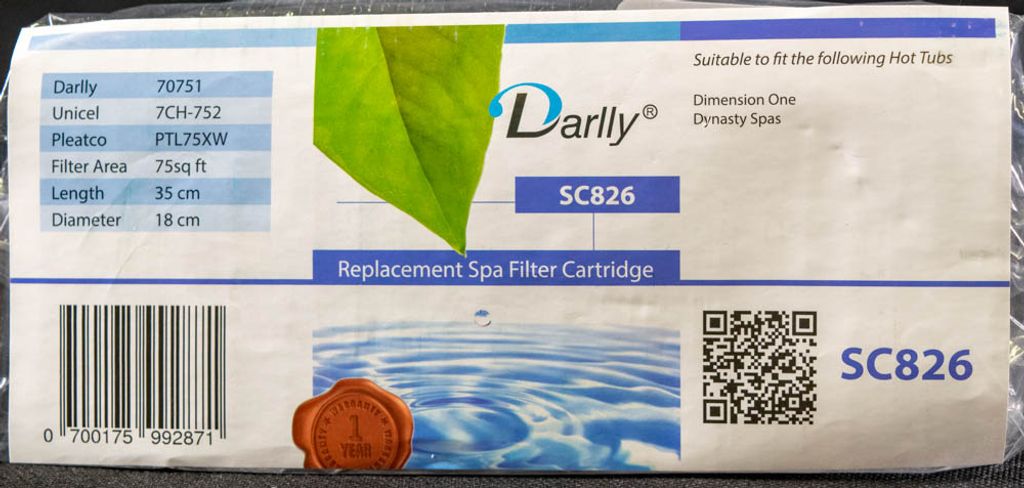 Darlly 70751
Unicel 7CH-752
Pleatco PTL75XW
Filter Area 75sq ft
Length 35 cm
Diameter 18 cm
Darlly®
SC826
Replacement Spa Filter Cartridge
Suitable to fit the following Hot Tubs
Dimension One
Dynasty Spas
0 700175 992871
WARRANTY
1
YEAR
SC826